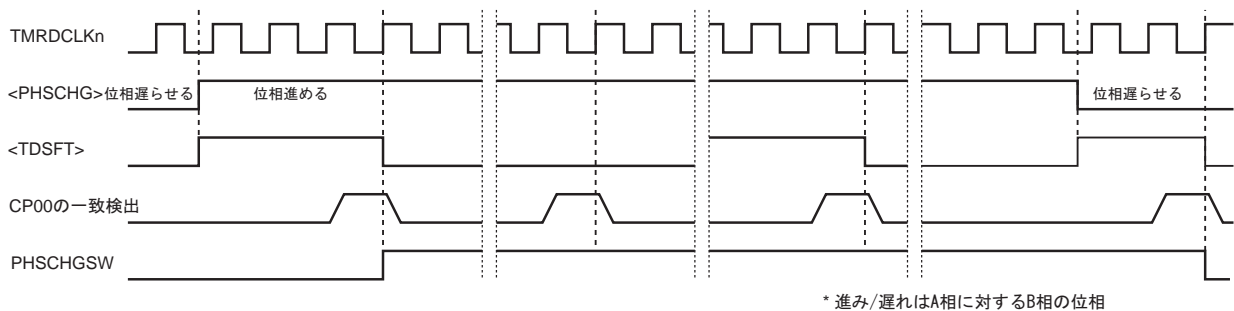 TMRDCLKn
<PHSCHG>位相遅らせる 位相進める 位相遅らせる
<TDSFT>
CP00の一致検出
PHSCHGSW
* 進み/遅れはA相に対するB相の位相